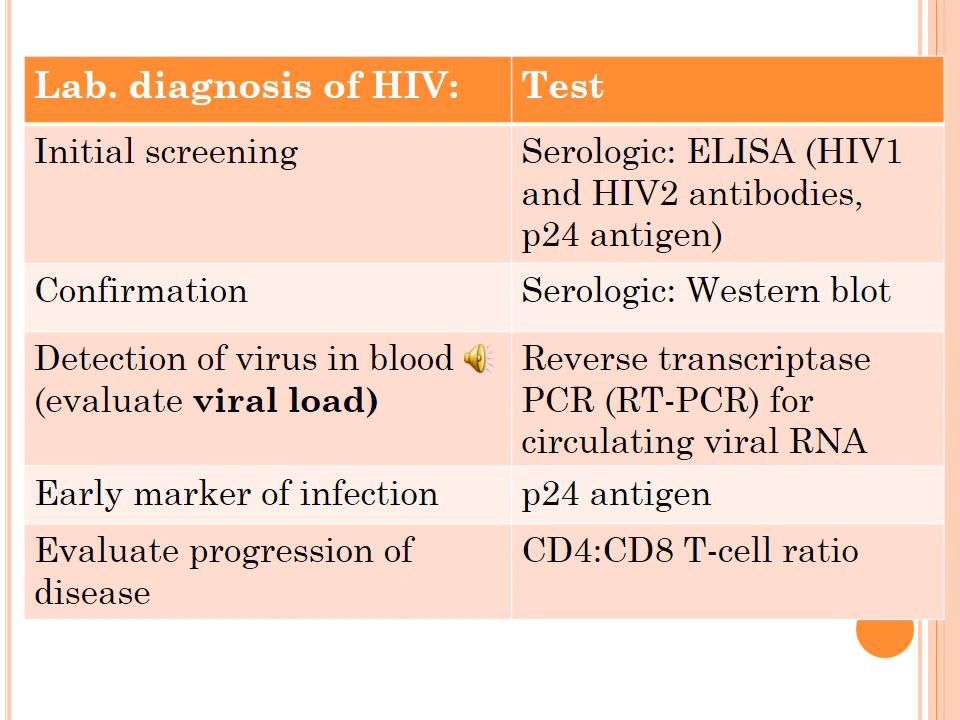 Lab. diagnosis of HIV:
Test
Initial screening
Serologic: ELISA (HIV1
and HIV2 antibodies,
p24 antigen)
Confirmation
Serologic: Western blot
Detection of virus in blood
(evaluate viral load)
Reverse transcriptase
PCR (RT-PCR) for
circulating viral RNA
Early marker of infection
p24 antigen
Evaluate progression of
disease
CD4:CD8 T-cell ratio